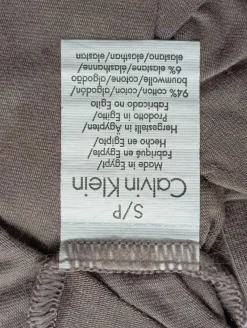 S/P
Calvin Klein
Made in Egypt/
Fabriqué en Egypte/
Hecho en Egipto/
Hergestellt in Ägypten/
Prodotto in Egitto/
Fabricado no Egito
94% cotton/coton/algodón/
baumwolle/cotone/algodão
6% elastane/élasthanne/
elastano/elasthan/elastan